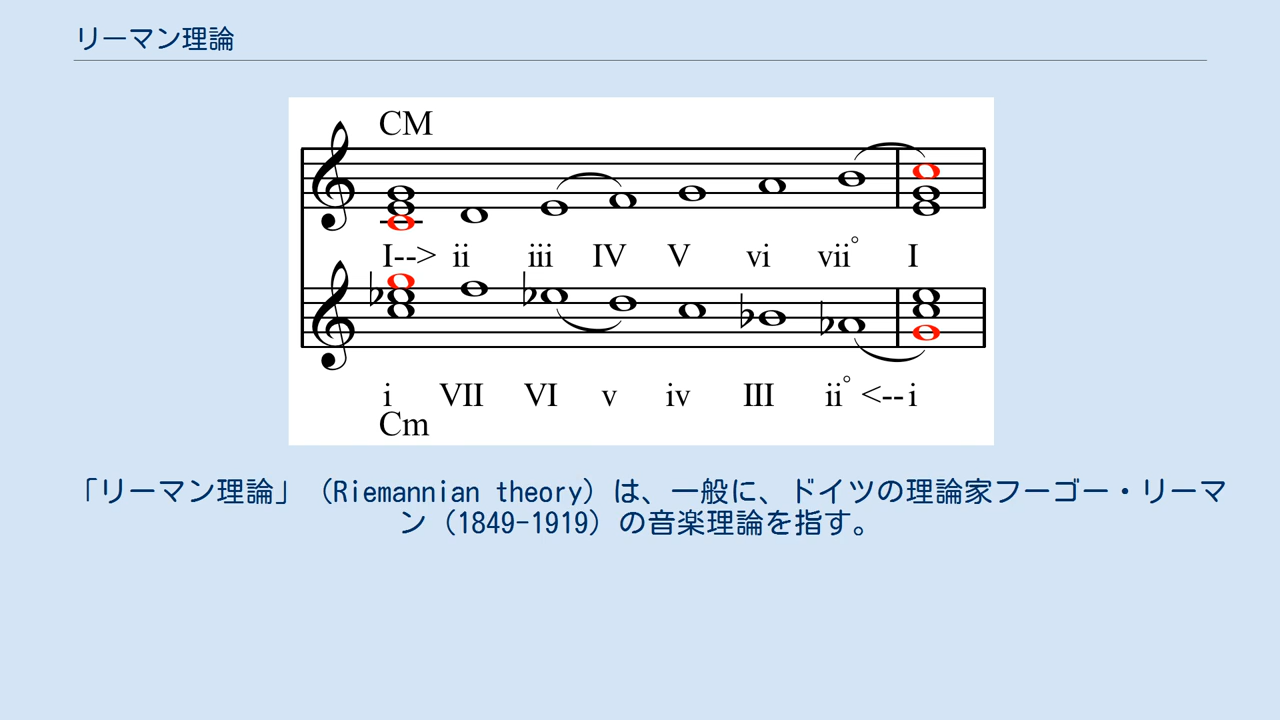 リーマン理論
CM
I--> ii iii IV V vi vii° I
i VII VI v iv III ii° <-- i
Cm
「リーマン理論」（Riemannian theory）は、一般に、ドイツの理論家フーゴー・リーマ
ン（1849-1919）の音楽理論を指す。